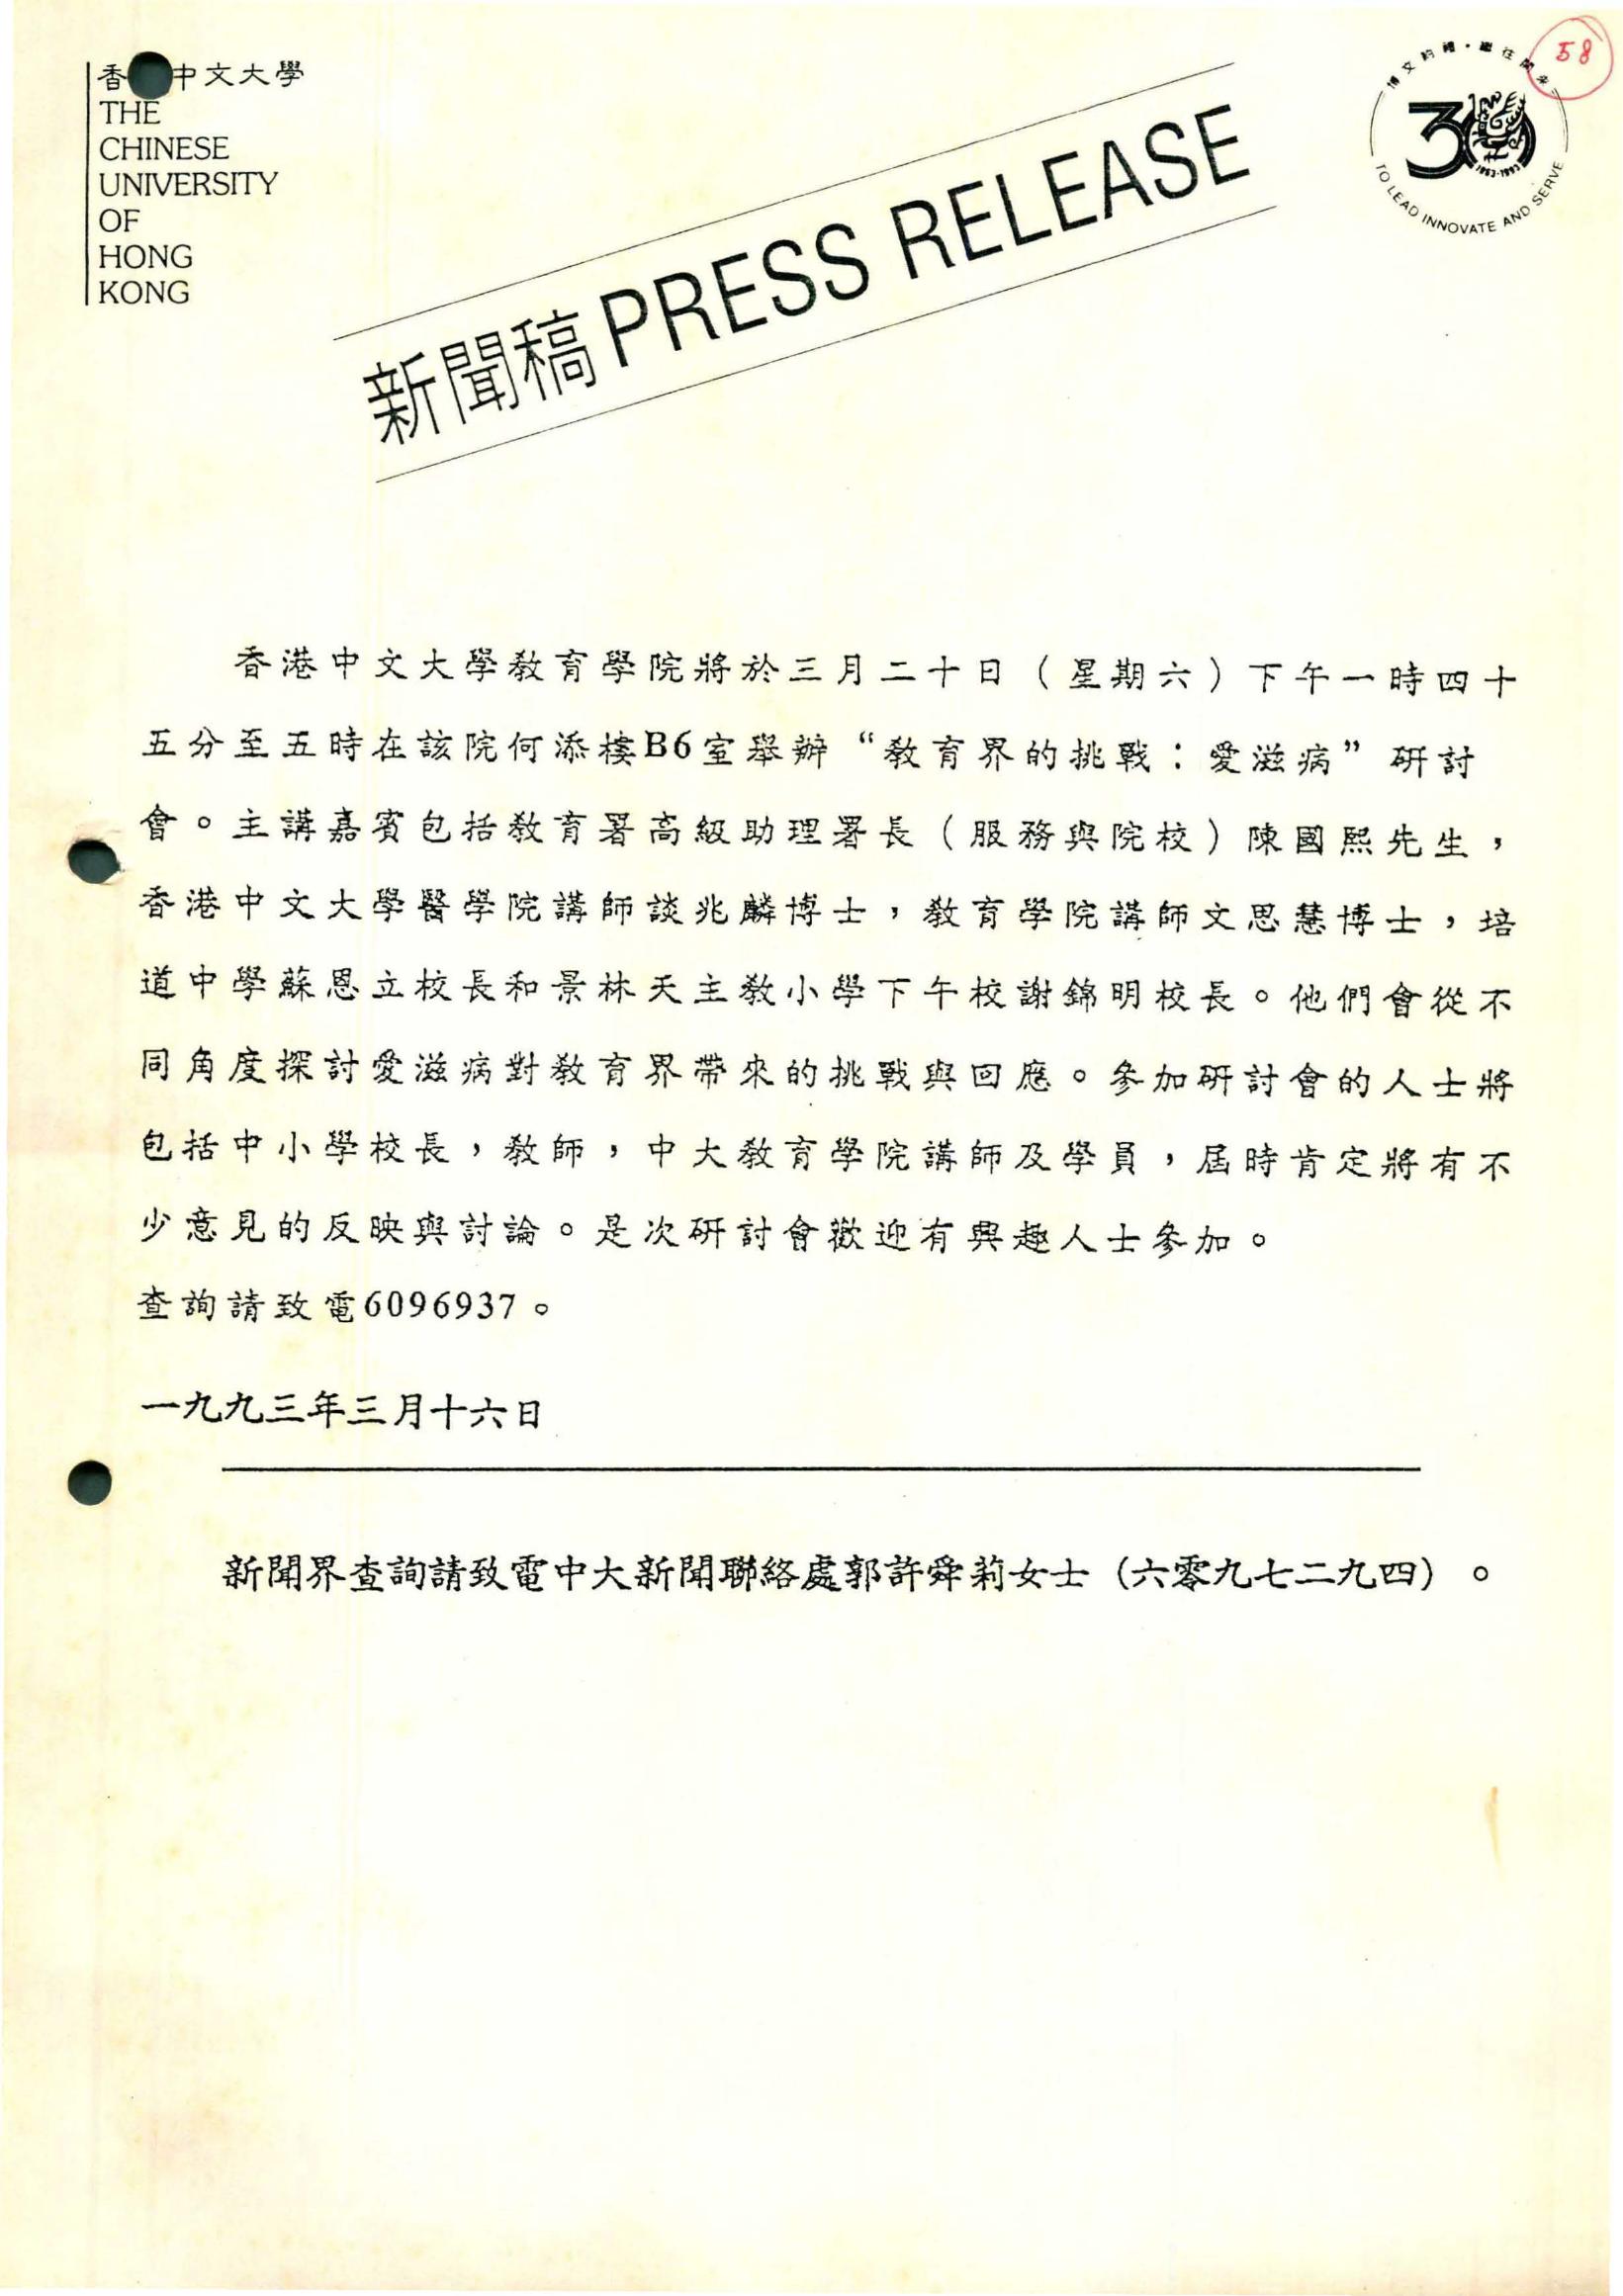 香 中文大學
THE
CHINESE
UNIVERSITY
OF
HONG
KONG
新聞稿 PRESS RELEASE
博文約禮·繼往開來
30
1963-1993
TO LEAD INNOVATE AND SERVE
58
香港中文大學教育學院將於三月二十日（星期六）下午一時四十
五分至五時在該院何添樓B6室舉辦“教育界的挑戰：愛滋病”研討
會。主講嘉賓包括教育署高級助理署長（服務與院校）陳國熙先生，
香港中文大學醫學院講師談兆麟博士，教育學院講師文思慧博士，培
道中學蘇恩立校長和景林天主教小學下午校謝錦明校長。他們會從不
同角度探討愛滋病對教育界帶來的挑戰與回應。參加研討會的人士將
包括中小學校長，教師，中大教育學院講師及學員，屆時肯定將有不
少意見的反映與討論。是次研討會歡迎有興趣人士參加。
查詢請致電6096937。
一九九三年三月十六日
新聞界查詢請致電中大新聞聯絡處郭許舜莉女士（六零九七二九四）。